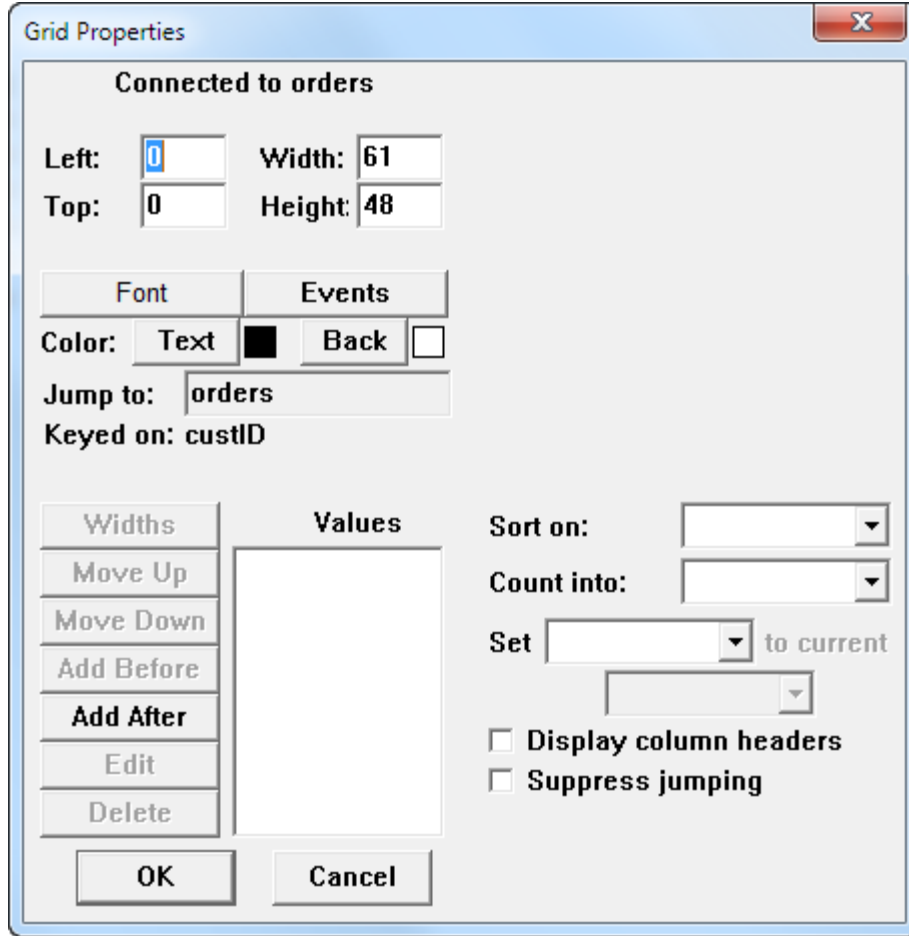 Grid Properties
Connected to orders
Left: 0 Width: 61
Top: 0 Height: 48
Font Events
Color: Text Back
Jump to: orders
Keyed on: custID
Widths Values Sort on:
Move Up Count into:
Move Down Set to current
Add Before
Add After Display column headers
Edit Suppress jumping
Delete
OK Cancel